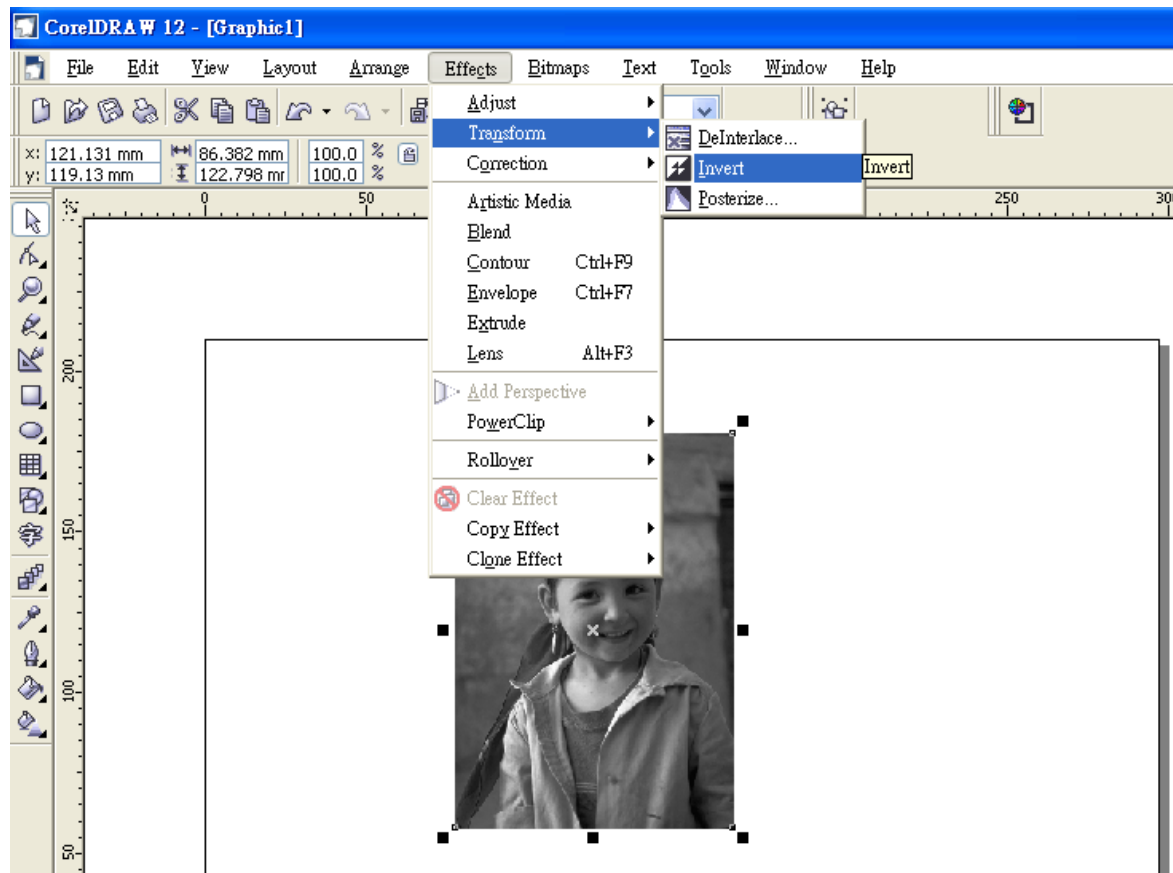 CorelDRAW 12 - [Graphic1]
File Edit View Layout Arrange Effects Bitmaps Text Tools Window Help
x: 121.131 mm 86.382 mm 100.0 %
y: 119.13 mm 122.798 mr 100.0 %
Adjust
Transform
Correction
Artistic Media
Blend
Contour Ctrl+F9
Envelope Ctrl+F7
Extrude
Lens Alt+F3
Add Perspective
PowerClip
Rollover
Clear Effect
Copy Effect
Clone Effect
DeInterlace...
Invert Invert
Posterize...
0 50 250 30
200
150
100
50
字